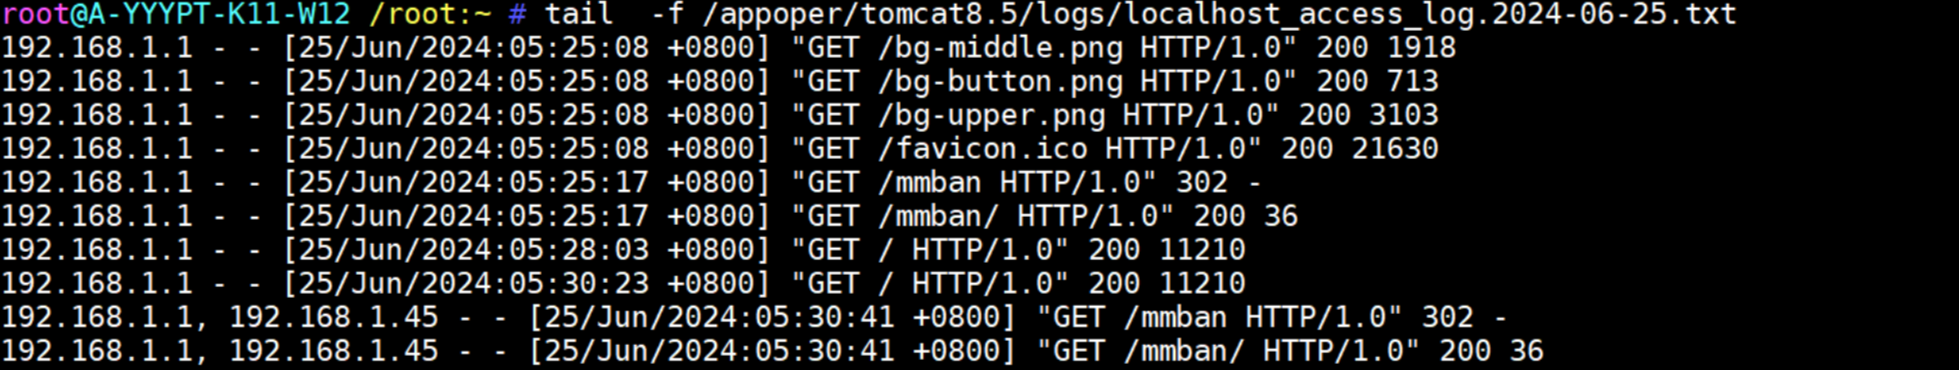 root@A-YYYPT-K11-W12 /root:~ # tail  -f /appoper/tomcat8.5/logs/localhost_access_log.2024-06-25.txt
192.168.1.1 - - [25/Jun/2024:05:25:08 +0800] "GET /bg-middle.png HTTP/1.0" 200 1918
192.168.1.1 - - [25/Jun/2024:05:25:08 +0800] "GET /bg-button.png HTTP/1.0" 200 713
192.168.1.1 - - [25/Jun/2024:05:25:08 +0800] "GET /bg-upper.png HTTP/1.0" 200 3103
192.168.1.1 - - [25/Jun/2024:05:25:08 +0800] "GET /favicon.ico HTTP/1.0" 200 21630
192.168.1.1 - - [25/Jun/2024:05:25:17 +0800] "GET /mmban HTTP/1.0" 302 -
192.168.1.1 - - [25/Jun/2024:05:25:17 +0800] "GET /mmban/ HTTP/1.0" 200 36
192.168.1.1 - - [25/Jun/2024:05:28:03 +0800] "GET / HTTP/1.0" 200 11210
192.168.1.1 - - [25/Jun/2024:05:30:23 +0800] "GET / HTTP/1.0" 200 11210
192.168.1.1, 192.168.1.45 - - [25/Jun/2024:05:30:41 +0800] "GET /mmban HTTP/1.0" 302 -
192.168.1.1, 192.168.1.45 - - [25/Jun/2024:05:30:41 +0800] "GET /mmban/ HTTP/1.0" 200 36